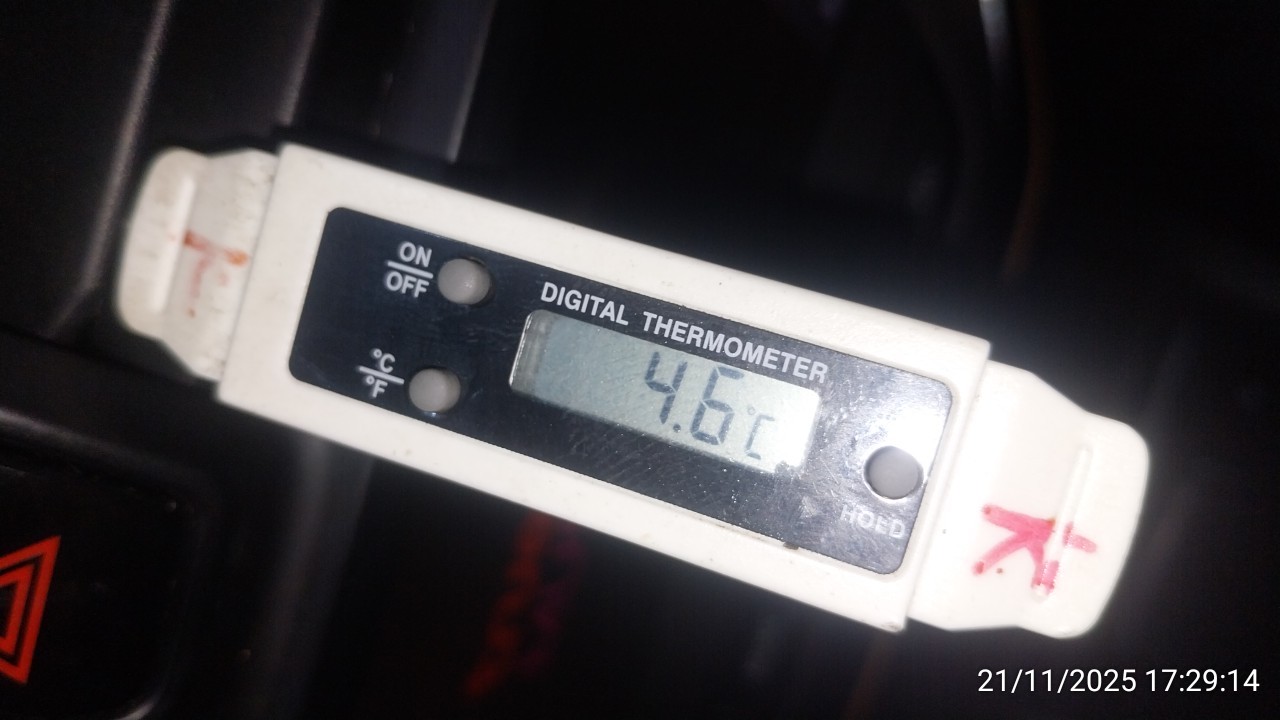 ON
OFF
DIGITAL THERMOMETER
°C
°F
4.6°C
HOLD
K
21/11/2025 17:29:14